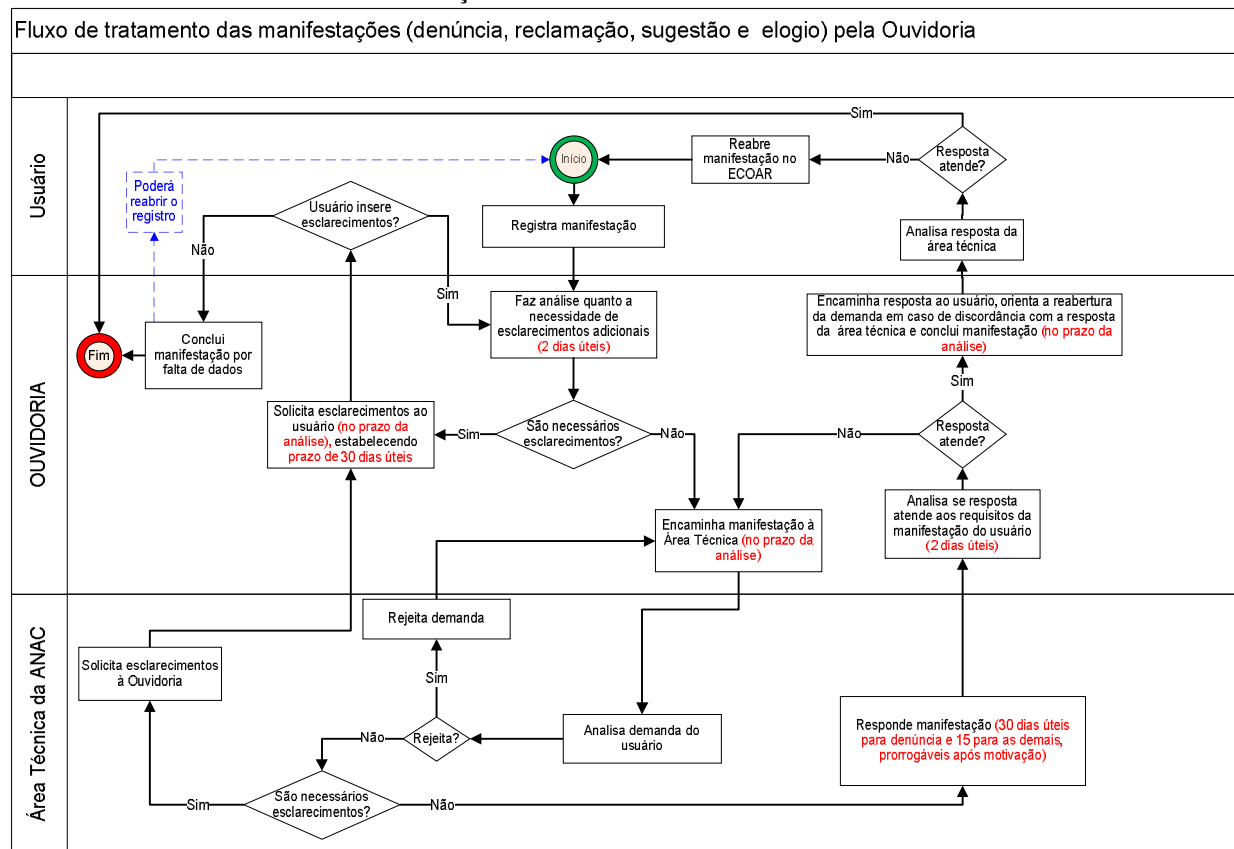 Fluxo de tratamento das manifestações (denúncia, reclamação, sugestão e elogio) pela Ouvidoria
Usuário
Sim
Início
Reabre
manifestação no
ECOAR
Não
Resposta
atende?
Poderá
reabrir o
registro
Usuário insere
esclarecimentos?
Registra manifestação
Analisa resposta da
área técnica
Não
Sim
OUVIDORIA
Fim
Conclui
manifestação por
falta de dados
Faz análise quanto a
necessidade de
esclarecimentos adicionais
(2 dias úteis)
Encaminha resposta ao usuário, orienta a reabertura
da demanda em caso de discordância com a resposta
da área técnica e conclui manifestação (no prazo da
análise)
Sim
Solicita esclarecimentos ao
usuário (no prazo da
análise), estabelecendo
prazo de 30 dias úteis
Sim
São necessários
esclarecimentos?
Não
Não
Resposta
atende?
Encaminha manifestação à
Área Técnica (no prazo da
análise)
Analisa se resposta
atende aos requisitos da
manifestação do usuário
(2 dias úteis)
Área Técnica da ANAC
Rejeita demanda
Solicita esclarecimentos
à Ouvidoria
Sim
Rejeita?
Não
Analisa demanda do
usuário
Responde manifestação (30 dias úteis
para denúncia e 15 para as demais,
prorrogáveis após motivação)
Sim
São necessários
esclarecimentos?
Não